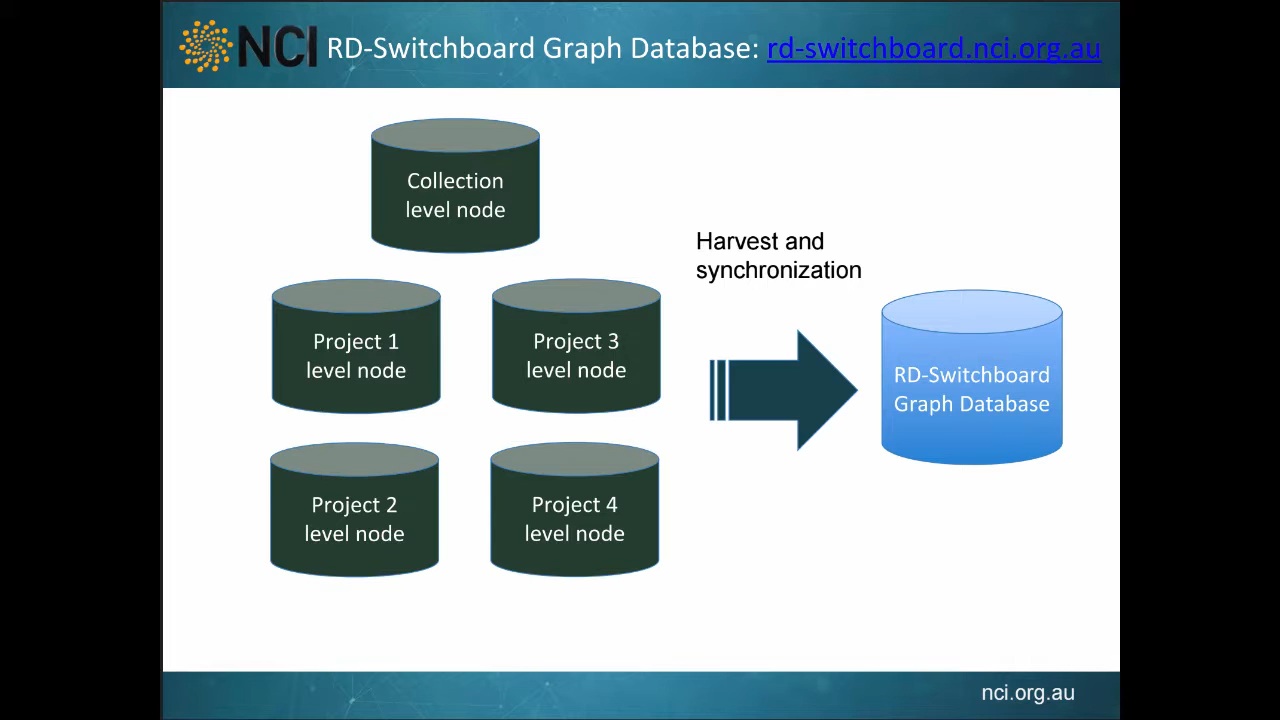 NCI RD-Switchboard Graph Database: rd-switchboard.nci.org.au
Collection
level node
Harvest and
synchronization
Project 1
level node
Project 3
level node
RD-Switchboard
Graph Database
Project 2
level node
Project 4
level node
nci.org.au